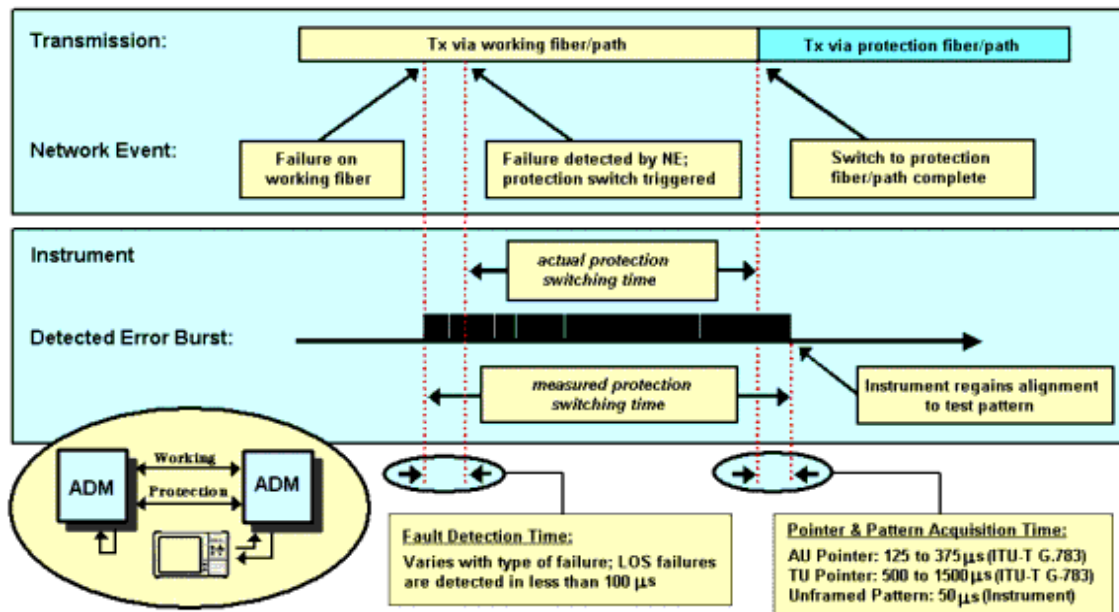 Transmission:
Tx via working fiber/path
Tx via protection fiber/path
Network Event:
Failure on
working fiber
Failure detected by NE;
protection switch triggered
Switch to protection
fiber/path complete
Instrument
actual protection
switching time
Detected Error Burst:
measured protection
switching time
Instrument regains alignment
to test pattern
ADM
Working
Protection
ADM
Fault Detection Time:
Varies with type of failure; LOS failures
are detected in less than 100 µs
Pointer & Pattern Acquisition Time:
AU Pointer: 125 to 375µs (ITU-T G.783)
TU Pointer: 500 to 1500µs (ITU-T G-783)
Unframed Pattern: 50µs (Instrument)